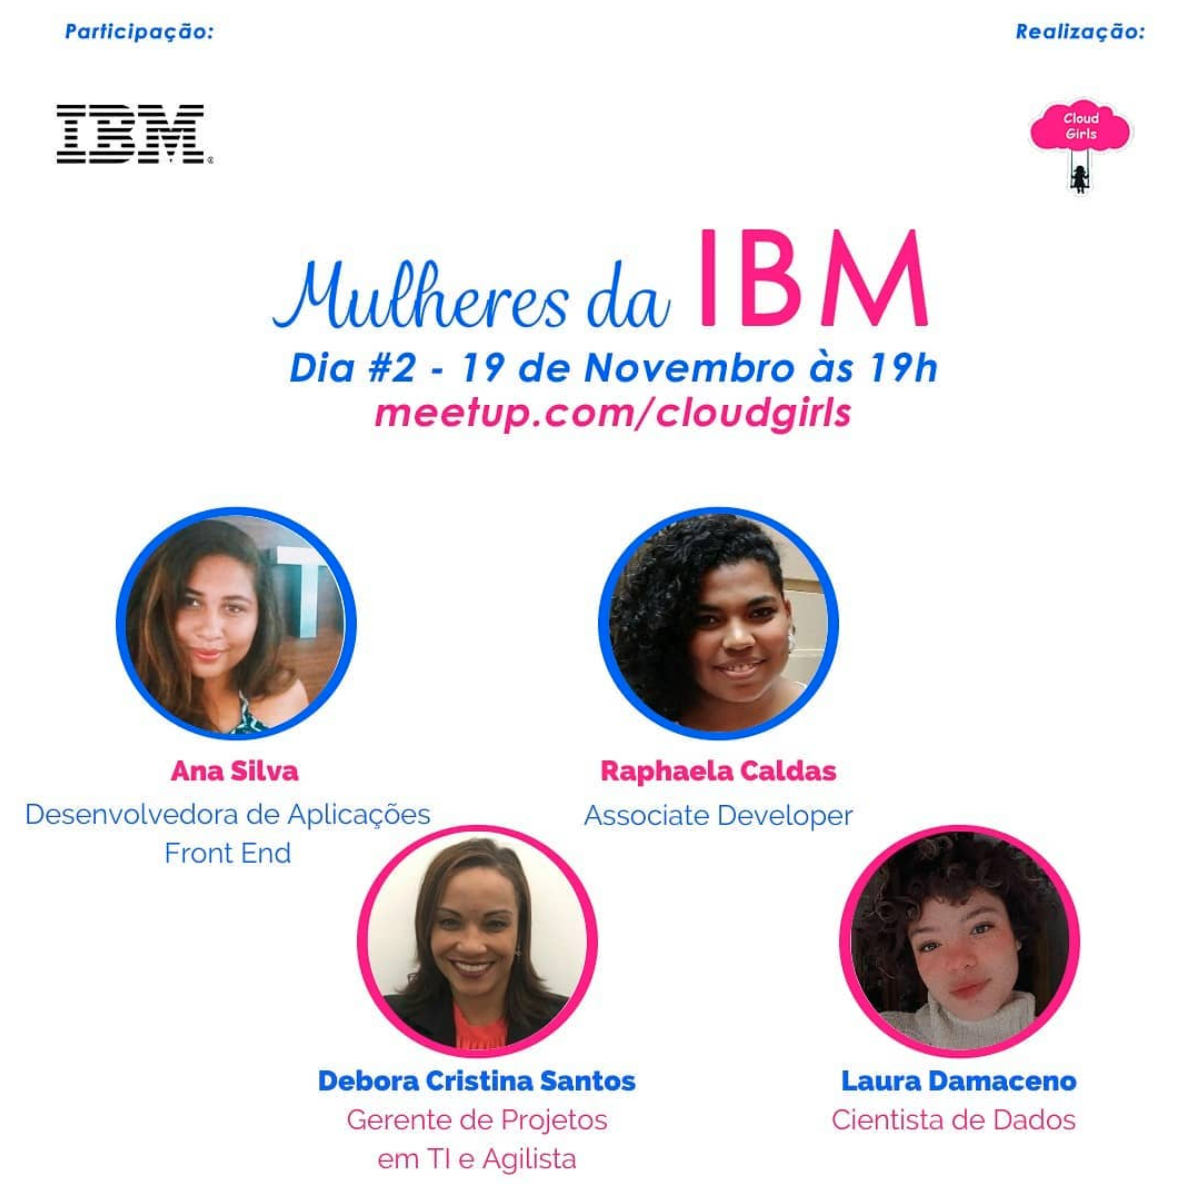 Participação:
Realização:
IBM
Cloud
Girls
Mulheres da IBM
Dia #2 - 19 de Novembro às 19h
meetup.com/cloudgirls
T
Ana Silva
Desenvolvedora de Aplicações
Front End
Raphaela Caldas
Associate Developer
Debora Cristina Santos
Gerente de Projetos
em TI e Agilista
Laura Damaceno
Cientista de Dados